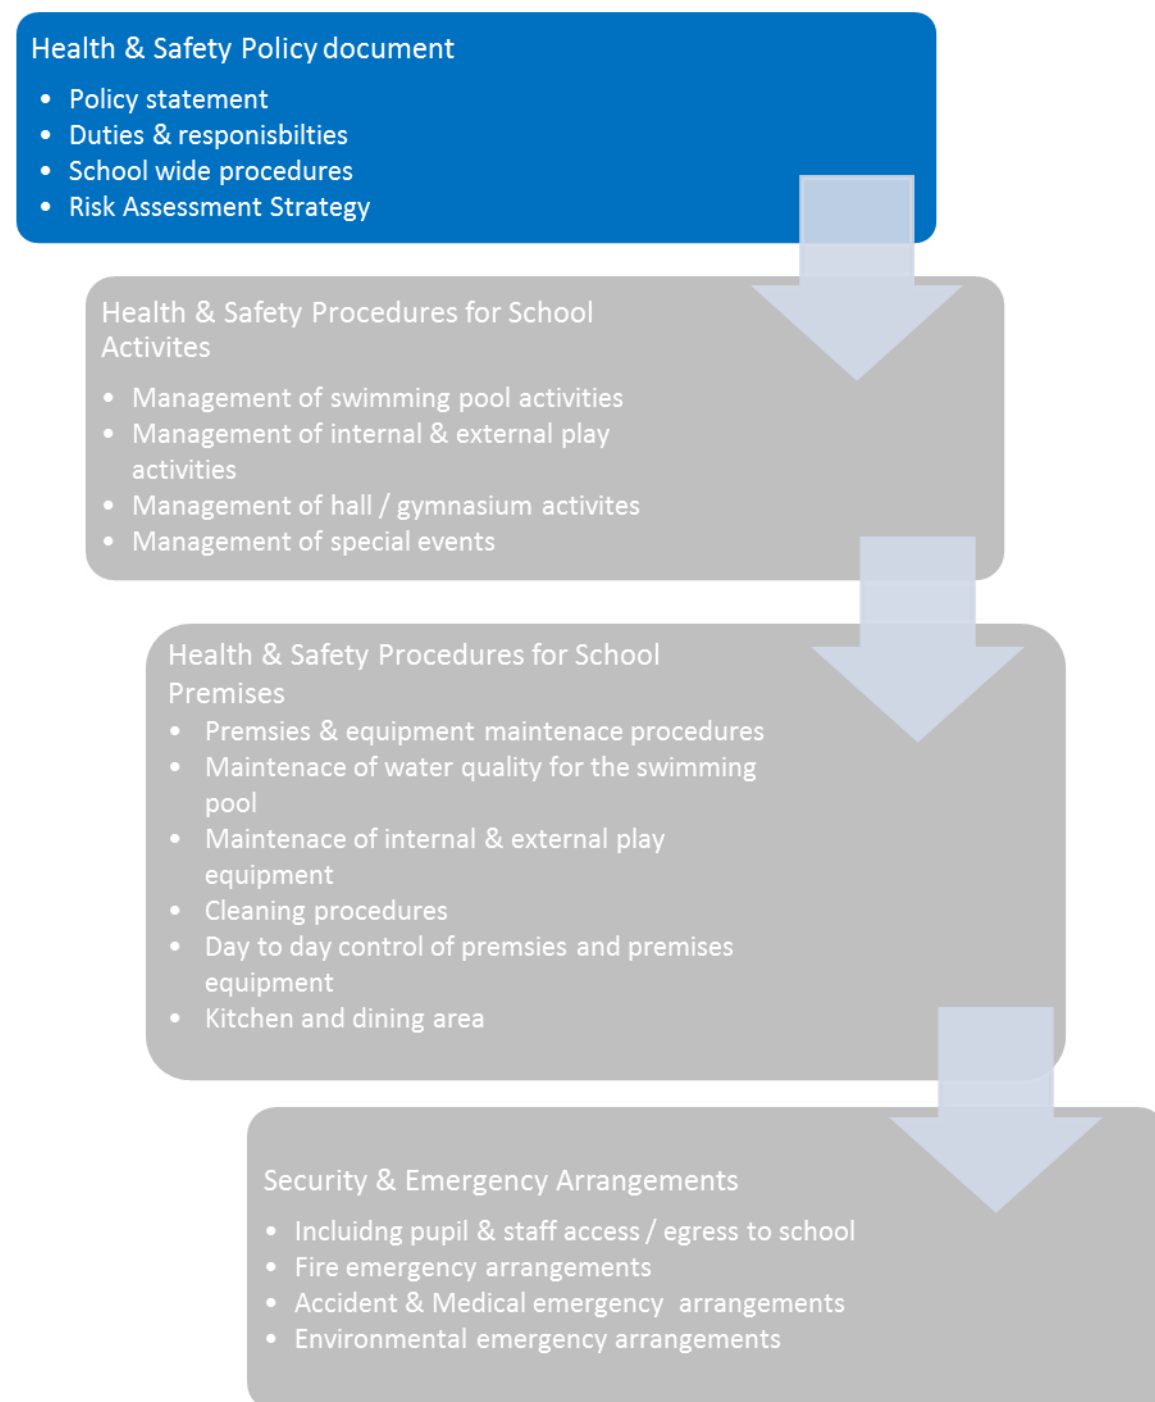 Health & Safety Policy document
• Policy statement
• Duties & responisbilties
• School wide procedures
• Risk Assessment Strategy
Health & Safety Procedures for School
Activites
• Management of swimming pool activities
• Management of internal & external play
activities
• Management of hall / gymnasium activites
• Management of special events
Health & Safety Procedures for School
Premises
• Premsies & equipment maintenace procedures
• Maintenace of water quality for the swimming
pool
• Maintenace of internal & external play
equipment
• Cleaning procedures
• Day to day control of premsies and premises
equipment
• Kitchen and dining area
Security & Emergency Arrangements
• Incluidng pupil & staff access / egress to school
• Fire emergency arrangements
• Accident & Medical emergency  arrangements
• Environmental emergency arrangements